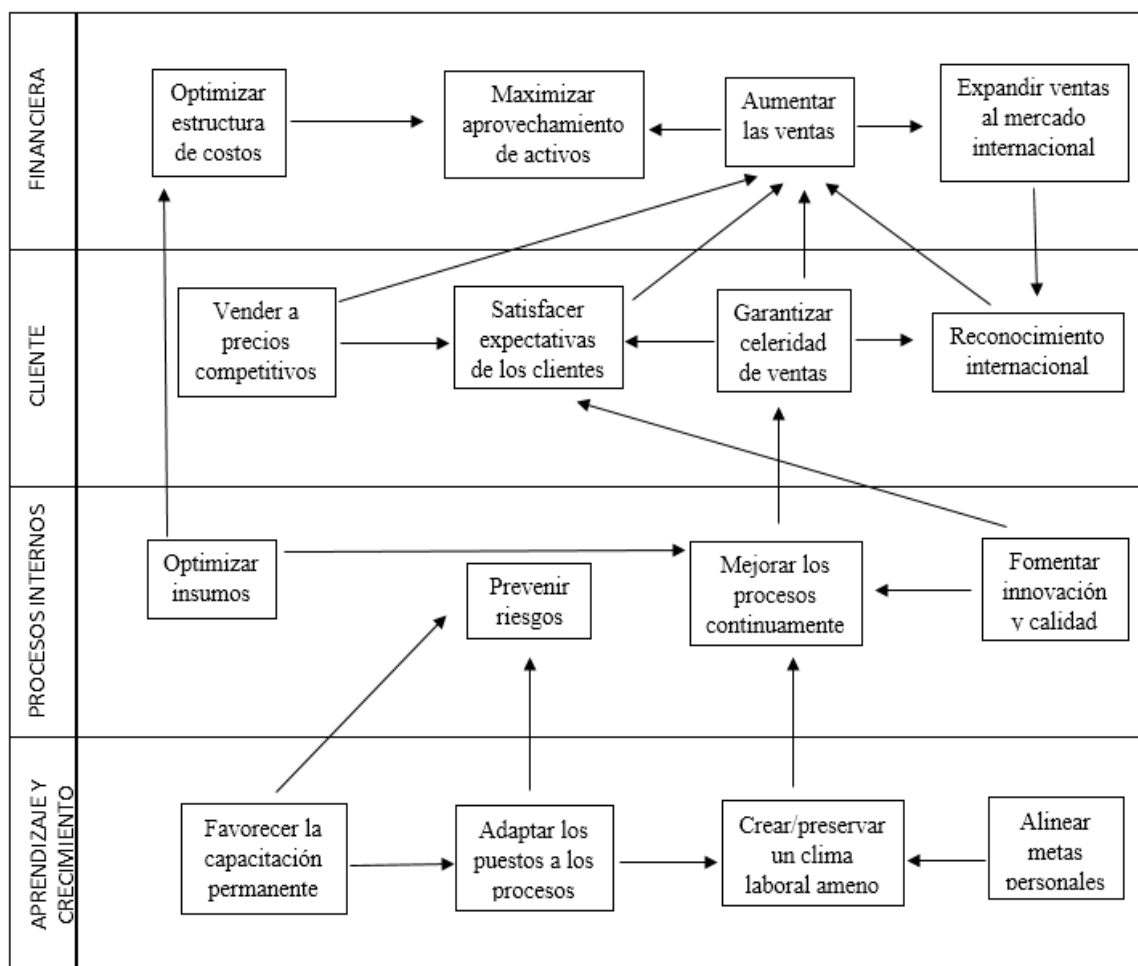 FINANCIERA
Optimizar
estructura
de costos
Maximizar
aprovechamiento
de activos
Aumentar
las ventas
Expandir ventas
al mercado
internacional
CLIENTE
Vender a
precios
competitivos
Satisfacer
expectativas
de los clientes
Garantizar
celeridad
de ventas
Reconocimiento
internacional
PROCESOS INTERNOS
Optimizar
insumos
Prevenir
riesgos
Mejorar los
procesos
continuamente
Fomentar
innovación
y calidad
APRENDIZAJE Y
CRECIMIENTO
Favorecer la
capacitación
permanente
Adaptar los
puestos a los
procesos
Crear/preservar
un clima
laboral ameno
Alinear
metas
personales